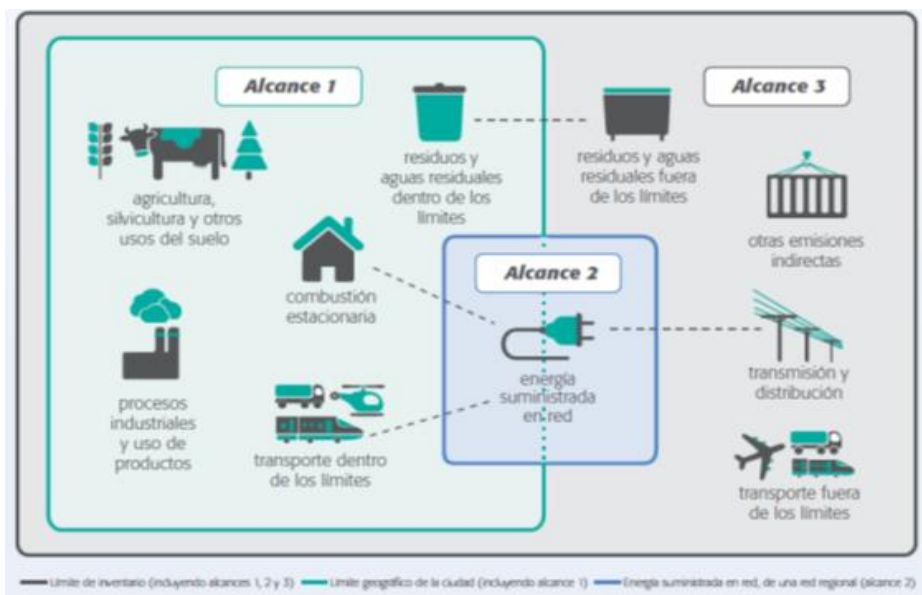 Alcance 1
Alcance 3
agricultura,
silvicultura y otros
usos del suelo
residuos y
aguas residuales
dentro de los
límites
residuos y aguas
residuales fuera
de los límites
otras emisiones
indirectas
combustión
estacionaria
Alcance 2
energía
suministrada
en red
transmisión y
distribución
procesos
industriales
y uso de
productos
transporte dentro
de los límites
transporte fuera
de los límites
Límite de inventario (incluyendo alcances 1, 2 y 3) Límite geográfico de la ciudad (incluyendo alcance 1) Energía suministrada en red, de una red regional (alcance 2)